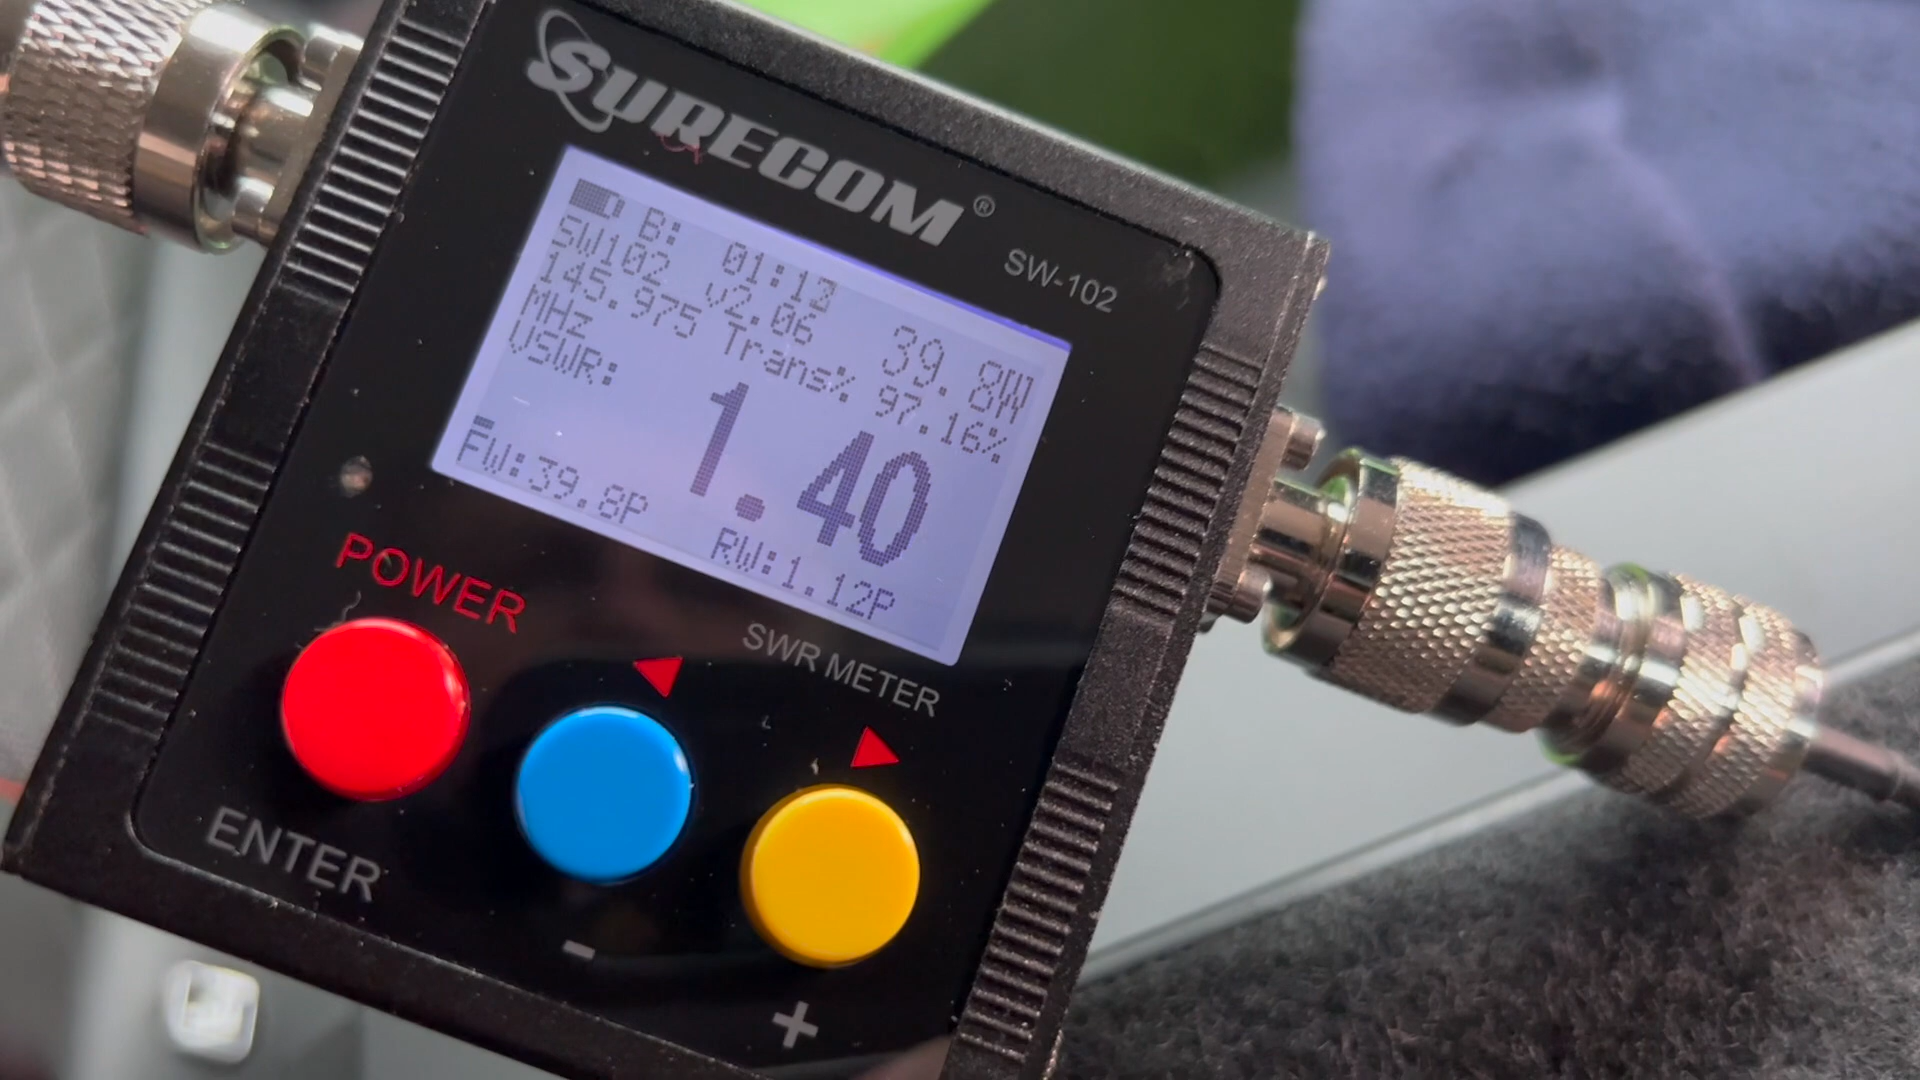 SURECOM®
SW-102
B: 01:13
SW102 v2.06 39.8W
145.975 Trans% 97.16%
MHz
VSWR: 1.40
FW:39.8P RW:1.12P
SWR METER
POWER
ENTER
-
+